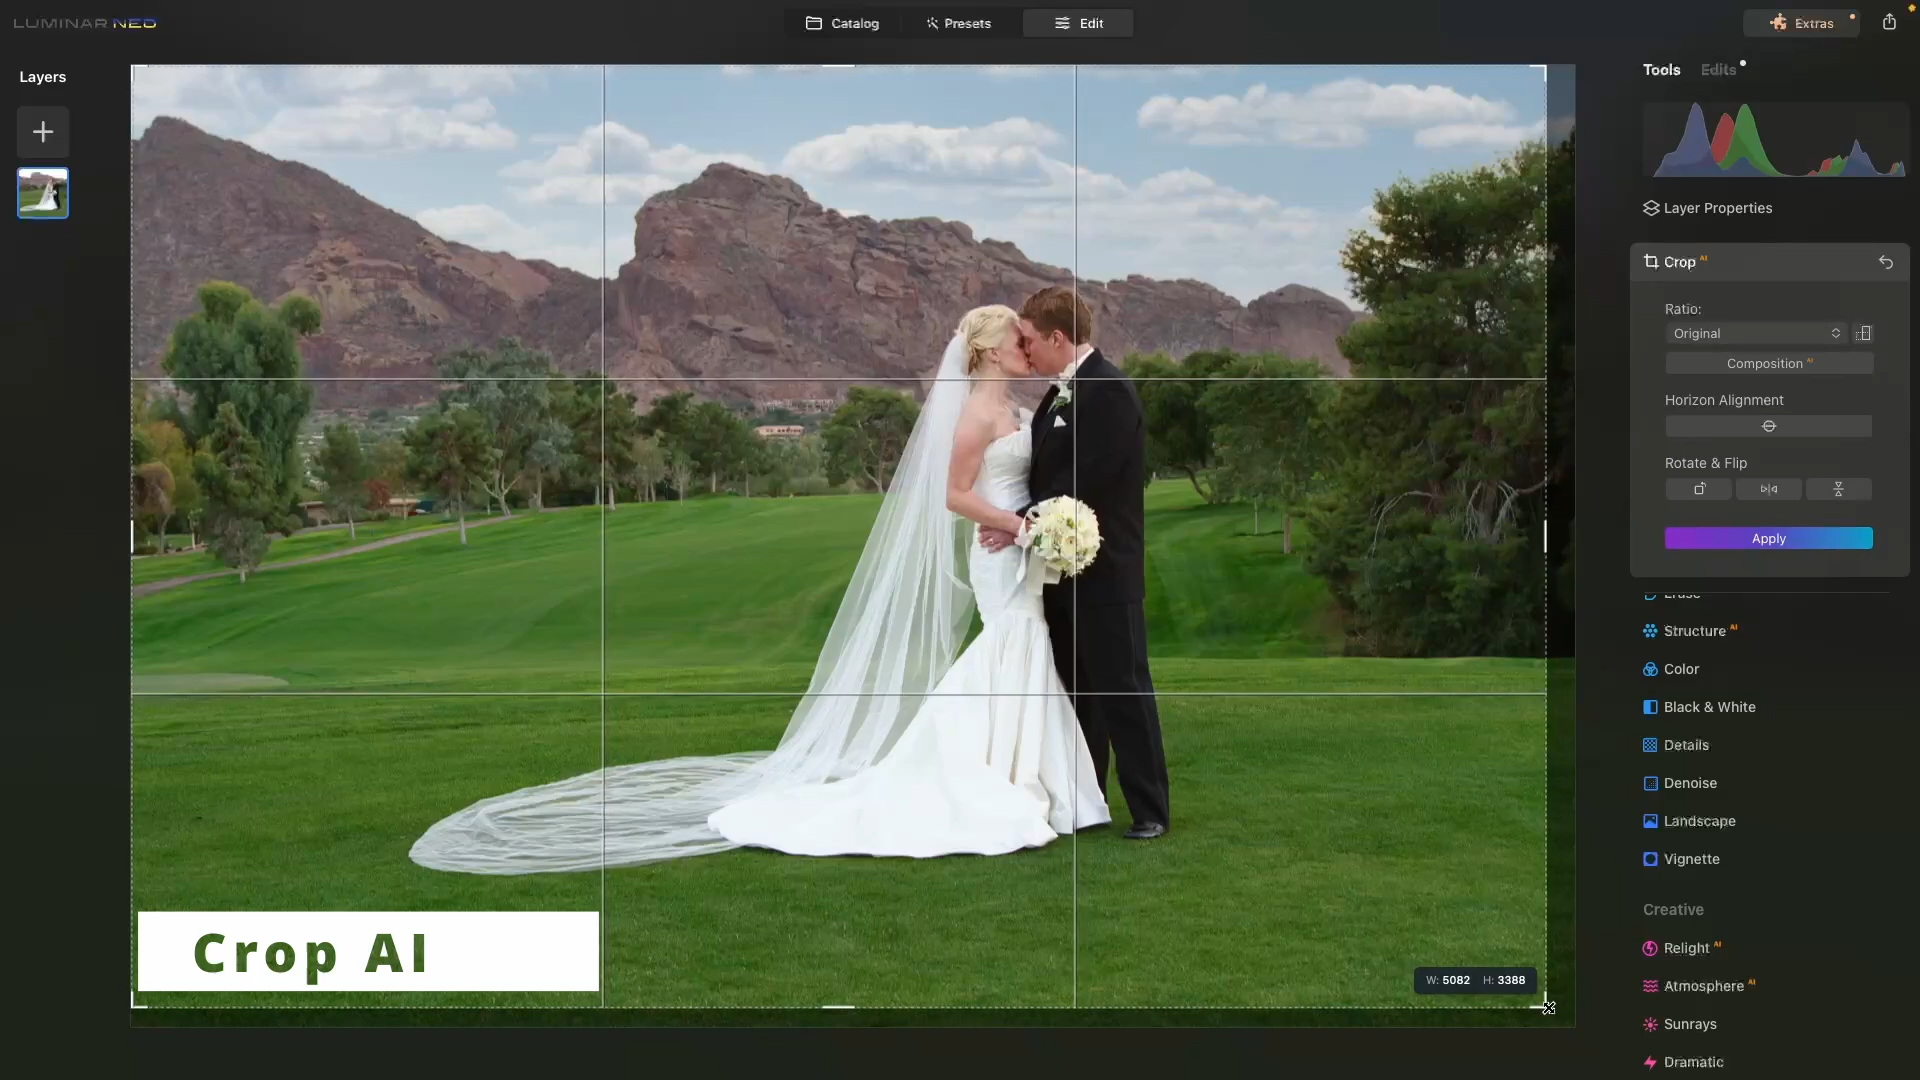 LUMINAR NEO
Catalog
Presets
Edit
Extras
Layers
Tools Edits
Layer Properties
Crop AI
Ratio:
Original
Composition AI
Horizon Alignment
Rotate & Flip
Apply
Erase
Structure AI
Color
Black & White
Details
Denoise
Landscape
Vignette
Creative
Relight AI
Atmosphere AI
Sunrays
Dramatic
Crop AI
W: 5082 H: 3388